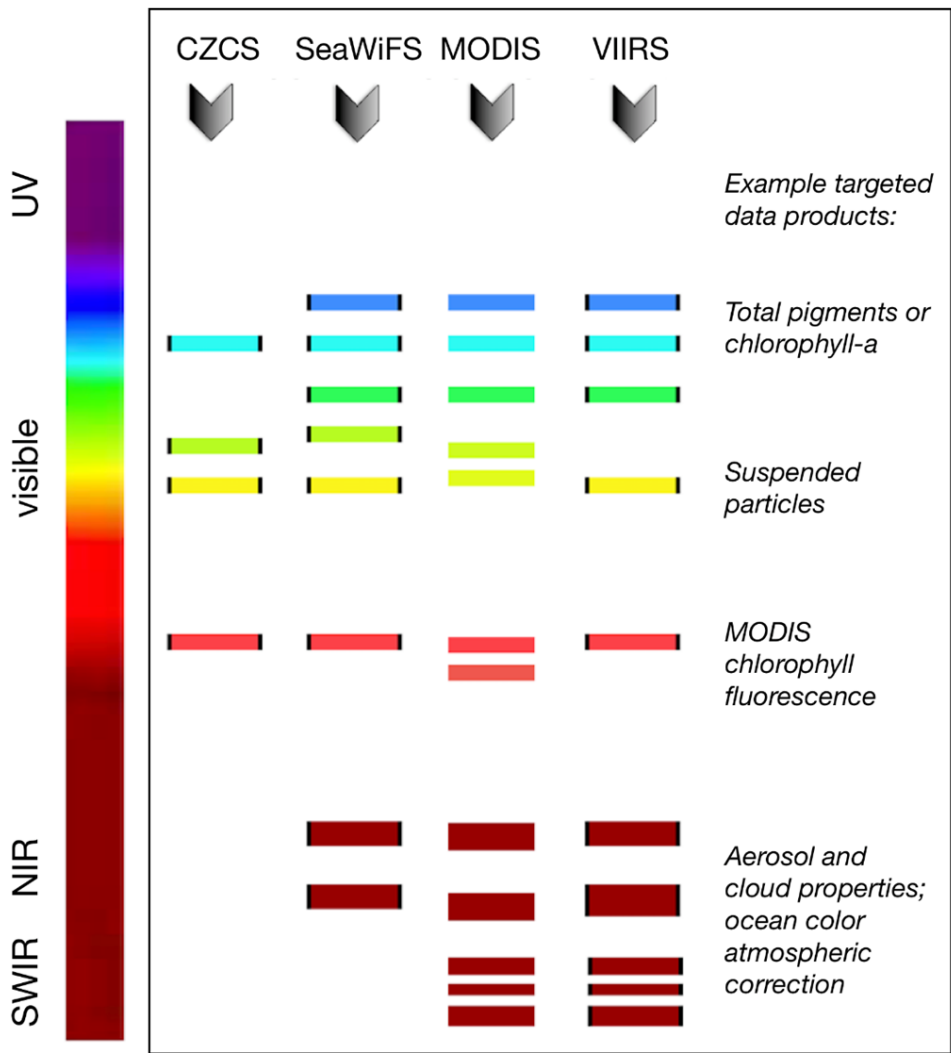 CZCS SeaWiFS MODIS VIIRS
UV
visible
NIR
SWIR
Example targeted
data products:
Total pigments or
chlorophyll-a
Suspended
particles
MODIS
chlorophyll
fluorescence
Aerosol and
cloud properties;
ocean color
atmospheric
correction